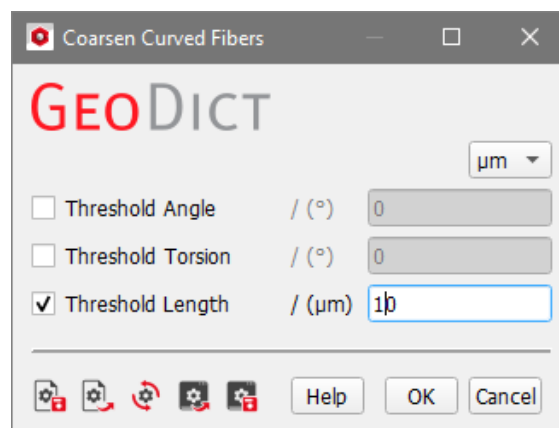 Coarsen Curved Fibers
GEODICT
µm
Threshold Angle / (°) 0
Threshold Torsion / (°) 0
Threshold Length / (µm) 10
Help OK Cancel